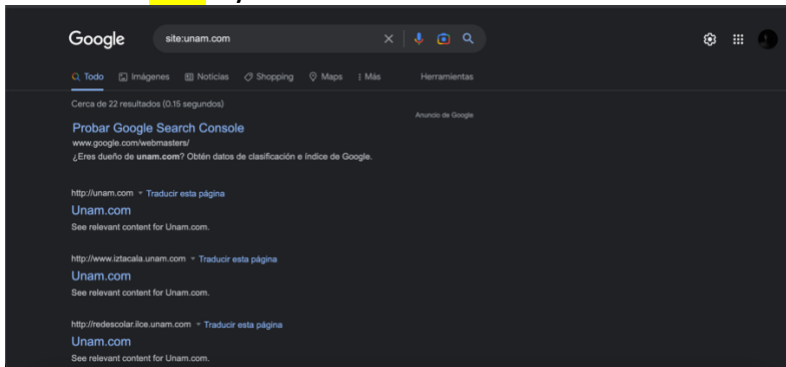 Google
site:unam.com
Todo Imágenes Noticias Shopping Maps Más Herramientas
Cerca de 22 resultados (0.15 segundos)
Anuncio de Google
Probar Google Search Console
www.google.com/webmasters/
¿Eres dueño de unam.com? Obtén datos de clasificación e índice de Google.
http://unam.com Traducir esta página
Unam.com
See relevant content for Unam.com.
http://www.iztacala.unam.com Traducir esta página
Unam.com
See relevant content for Unam.com.
http://redescolar.ilce.unam.com Traducir esta página
Unam.com
See relevant content for Unam.com.